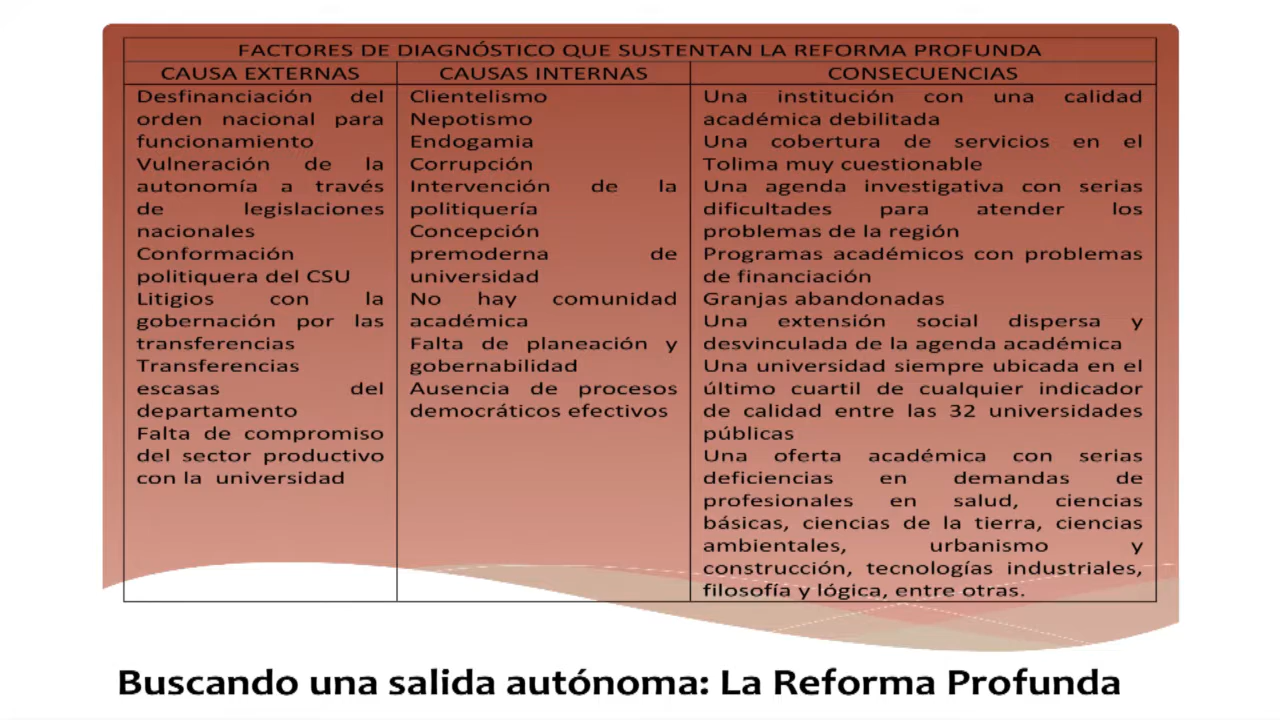 FACTORES DE DIAGNÓSTICO QUE SUSTENTAN LA REFORMA PROFUNDA
CAUSA EXTERNAS
Desfinanciación del
orden nacional para
funcionamiento
Vulneración de la
autonomía a través
de legislaciones
nacionales
Conformación
politiquera del CSU
Litigios con la
gobernación por las
transferencias
Transferencias
escasas del
departamento
Falta de compromiso
del sector productivo
con la universidad
CAUSAS INTERNAS
Clientelismo
Nepotismo
Endogamia
Corrupción
Intervención de la
politiquería
Concepción
premoderna de
universidad
No hay comunidad
académica
Falta de planeación y
gobernabilidad
Ausencia de procesos
democráticos efectivos
CONSECUENCIAS
Una institución con una calidad
académica debilitada
Una cobertura de servicios en el
Tolima muy cuestionable
Una agenda investigativa con serias
dificultades para atender los
problemas de la región
Programas académicos con problemas
de financiación
Granjas abandonadas
Una extensión social dispersa y
desvinculada de la agenda académica
Una universidad siempre ubicada en el
último cuartil de cualquier indicador
de calidad entre las 32 universidades
públicas
Una oferta académica con serias
deficiencias en demandas de
profesionales en salud, ciencias
básicas, ciencias de la tierra, ciencias
ambientales, urbanismo y
construcción, tecnologías industriales,
filosofía y lógica, entre otras.
Buscando una salida autónoma: La Reforma Profunda